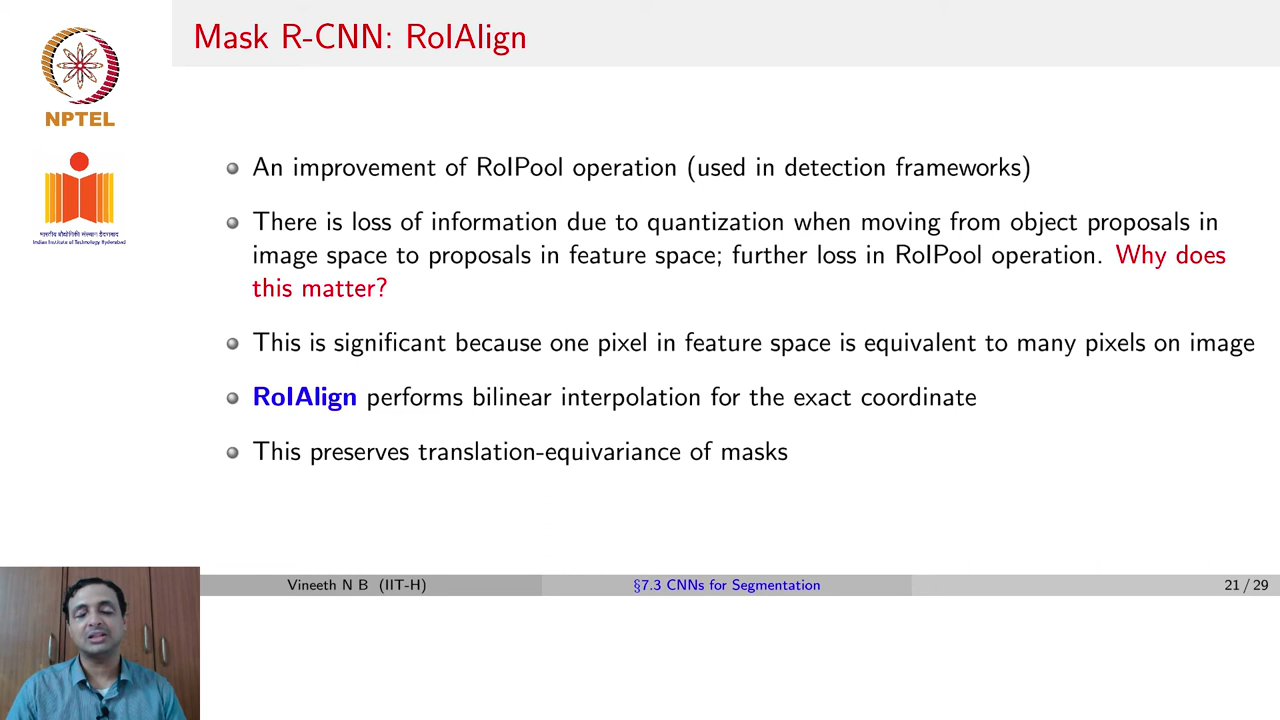 Mask R-CNN: RoIAlign
NPTEL
भारतीय प्रौद्योगिकी संस्थान हैदराबाद
Indian Institute of Technology Hyderabad
An improvement of RoIPool operation (used in detection frameworks)
There is loss of information due to quantization when moving from object proposals in
image space to proposals in feature space; further loss in RoIPool operation. Why does
this matter?
This is significant because one pixel in feature space is equivalent to many pixels on image
RoIAlign performs bilinear interpolation for the exact coordinate
This preserves translation-equivariance of masks
Vineeth N B (IIT-H)
§7.3 CNNs for Segmentation
21 / 29